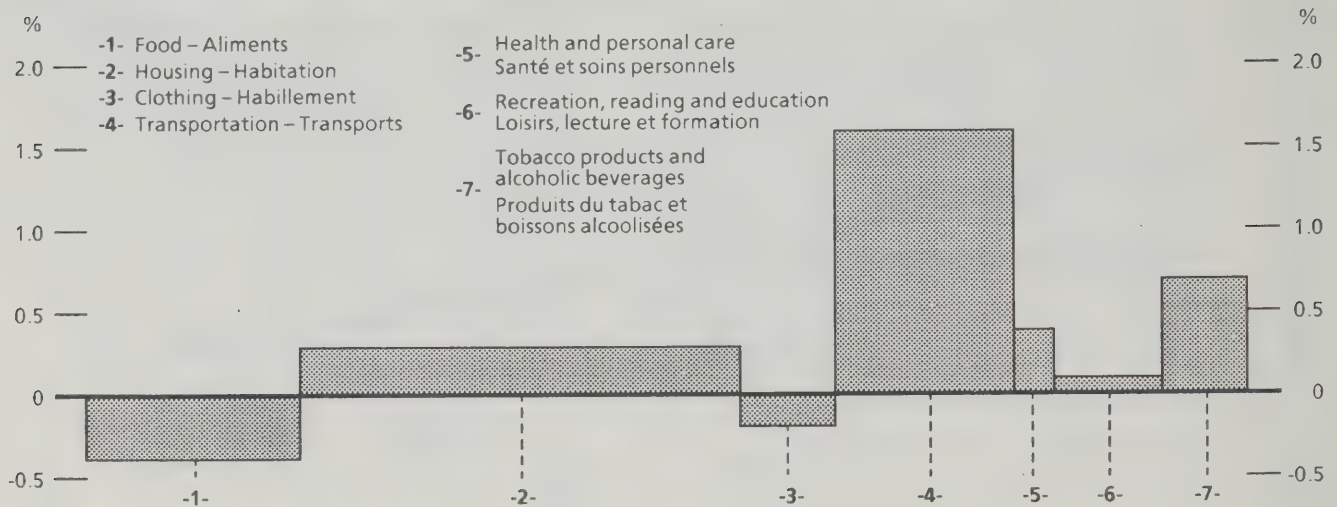 %
%
-1- Food – Aliments
-2- Housing – Habitation
-3- Clothing – Habillement
-4- Transportation – Transports
-5- Health and personal care
Santé et soins personnels
-6- Recreation, reading and education
Loisirs, lecture et formation
-7- Tobacco products and
alcoholic beverages
Produits du tabac et
boissons alcoolisées
2.0
1.5
1.0
0.5
0
-0.5
2.0
1.5
1.0
0.5
0
-0.5
-1-
-2-
-3-
-4-
-5-
-6-
-7-